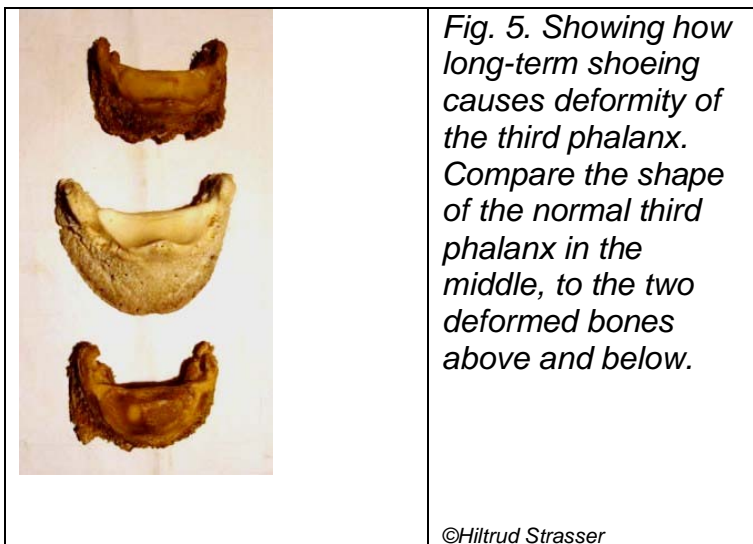 Fig. 5. Showing how
long-term shoeing
causes deformity of
the third phalanx.
Compare the shape
of the normal third
phalanx in the
middle, to the two
deformed bones
above and below.
©Hiltrud Strasser